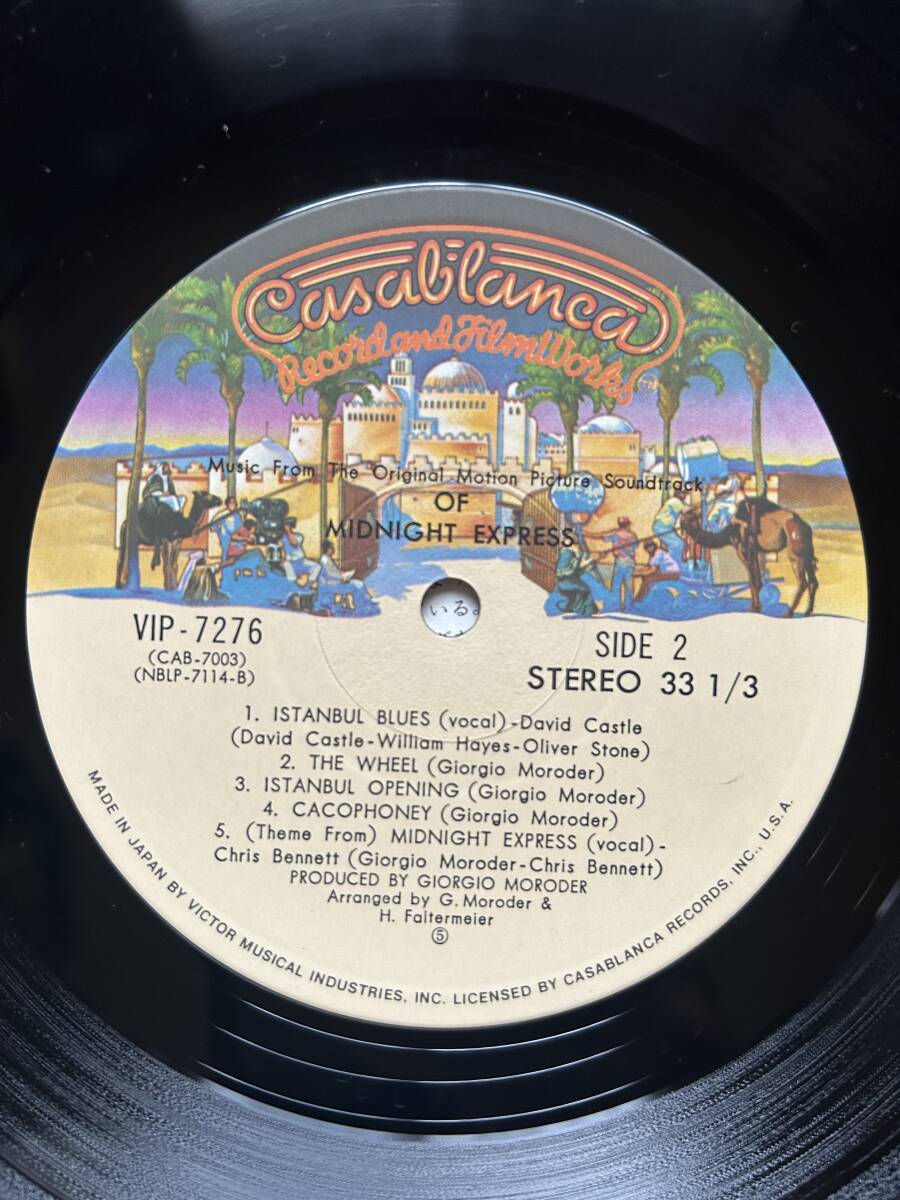 Casablanca
Record and FilmWorks
TM
Music From The Original Motion Picture Soundtrack
OF
MIDNIGHT EXPRESS
いる。
VIP-7276
(CAB-7003)
(NBLP-7114-B)
SIDE 2
STEREO 33 1/3
1. ISTANBUL BLUES (vocal)-David Castle
(David Castle-William Hayes-Oliver Stone)
2. THE WHEEL (Giorgio Moroder)
3. ISTANBUL OPENING (Giorgio Moroder)
4. CACOPHONEY (Giorgio Moroder)
5. (Theme From) MIDNIGHT EXPRESS (vocal)-
Chris Bennett (Giorgio Moroder-Chris Bennett)
PRODUCED BY GIORGIO MORODER
Arranged by G. Moroder &
H. Faltermeier
⑤
MADE IN JAPAN BY VICTOR MUSICAL INDUSTRIES, INC. LICENSED BY CASABLANCA RECORDS, INC., U.S.A.